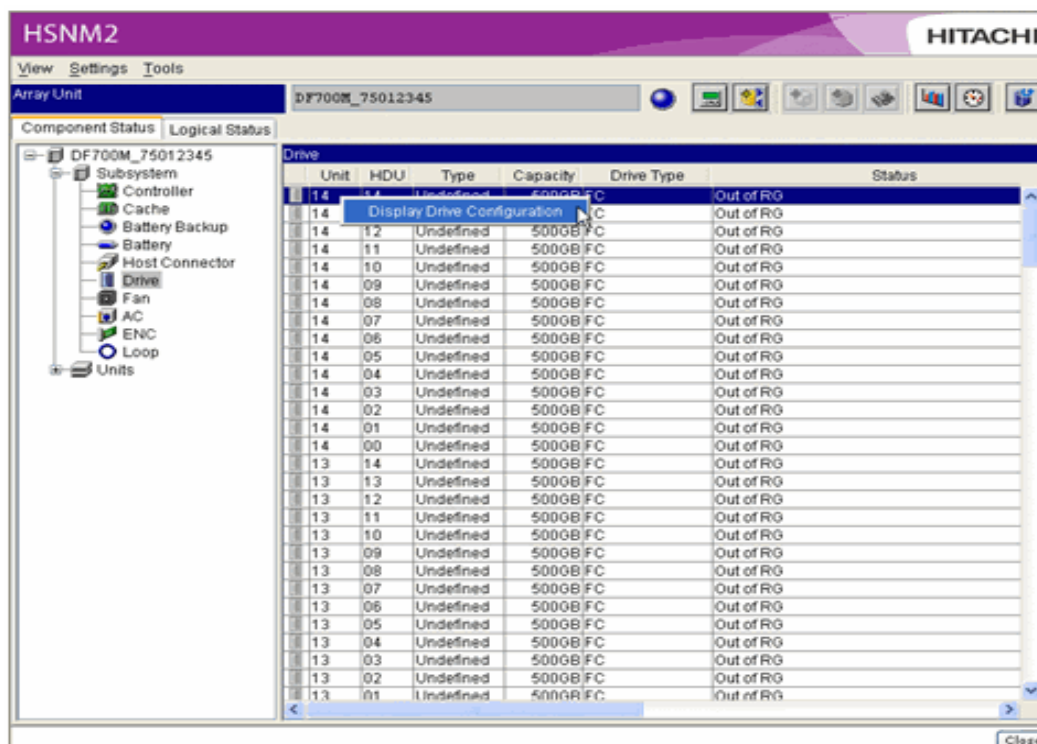 HSNM2
HITACHI
View Settings Tools
Array Unit
DF700M_75012345
Component Status Logical Status
DF700M_75012345
Subsystem
Controller
Cache
Battery Backup
Battery
Host Connector
Drive
Fan
AC
ENC
Loop
Units
Drive
Unit HDU Type Capacity Drive Type Status
14 14 Undefined 500GB FC Out of RG
14 Display Drive Configuration FC Out of RG
14 12 Undefined 500GB FC Out of RG
14 11 Undefined 500GB FC Out of RG
14 10 Undefined 500GB FC Out of RG
14 09 Undefined 500GB FC Out of RG
14 08 Undefined 500GB FC Out of RG
14 07 Undefined 500GB FC Out of RG
14 06 Undefined 500GB FC Out of RG
14 05 Undefined 500GB FC Out of RG
14 04 Undefined 500GB FC Out of RG
14 03 Undefined 500GB FC Out of RG
14 02 Undefined 500GB FC Out of RG
14 01 Undefined 500GB FC Out of RG
14 00 Undefined 500GB FC Out of RG
13 14 Undefined 500GB FC Out of RG
13 13 Undefined 500GB FC Out of RG
13 12 Undefined 500GB FC Out of RG
13 11 Undefined 500GB FC Out of RG
13 10 Undefined 500GB FC Out of RG
13 09 Undefined 500GB FC Out of RG
13 08 Undefined 500GB FC Out of RG
13 07 Undefined 500GB FC Out of RG
13 06 Undefined 500GB FC Out of RG
13 05 Undefined 500GB FC Out of RG
13 04 Undefined 500GB FC Out of RG
13 03 Undefined 500GB FC Out of RG
13 02 Undefined 500GB FC Out of RG
13 01 Undefined 500GB FC Out of RG
Close